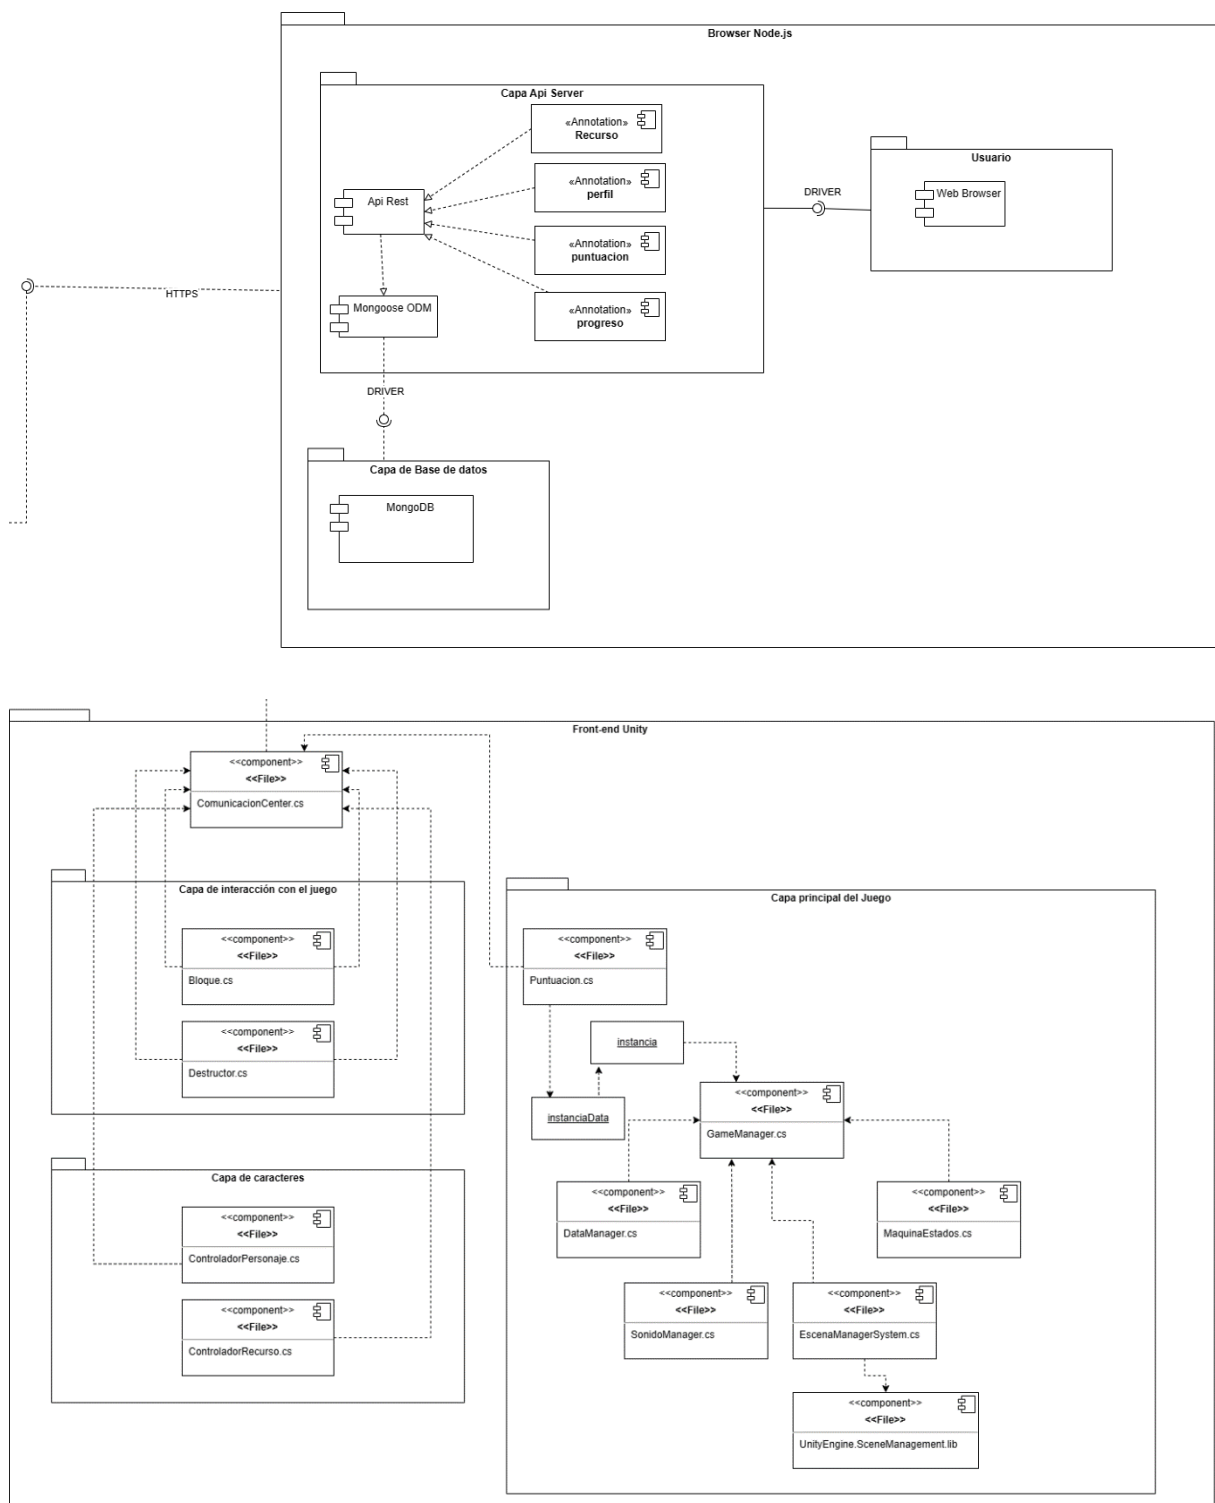 Browser Node.js
Capa Api Server
«Annotation»
Recurso
«Annotation»
perfil
«Annotation»
puntuacion
«Annotation»
progreso
Api Rest
Mongoose ODM
DRIVER
Usuario
Web Browser
HTTPS
DRIVER
Capa de Base de datos
MongoDB
Front-end Unity
<<component>>
<<File>>
ComunicacionCenter.cs
Capa de interacción con el juego
<<component>>
<<File>>
Bloque.cs
<<component>>
<<File>>
Destructor.cs
Capa de caracteres
<<component>>
<<File>>
ControladorPersonaje.cs
<<component>>
<<File>>
ControladorRecurso.cs
Capa principal del Juego
<<component>>
<<File>>
Puntuacion.cs
instancia
instanciaData
<<component>>
<<File>>
GameManager.cs
<<component>>
<<File>>
DataManager.cs
<<component>>
<<File>>
MaquinaEstados.cs
<<component>>
<<File>>
SonidoManager.cs
<<component>>
<<File>>
EscenaManagerSystem.cs
<<component>>
<<File>>
UnityEngine.SceneManagement.lib